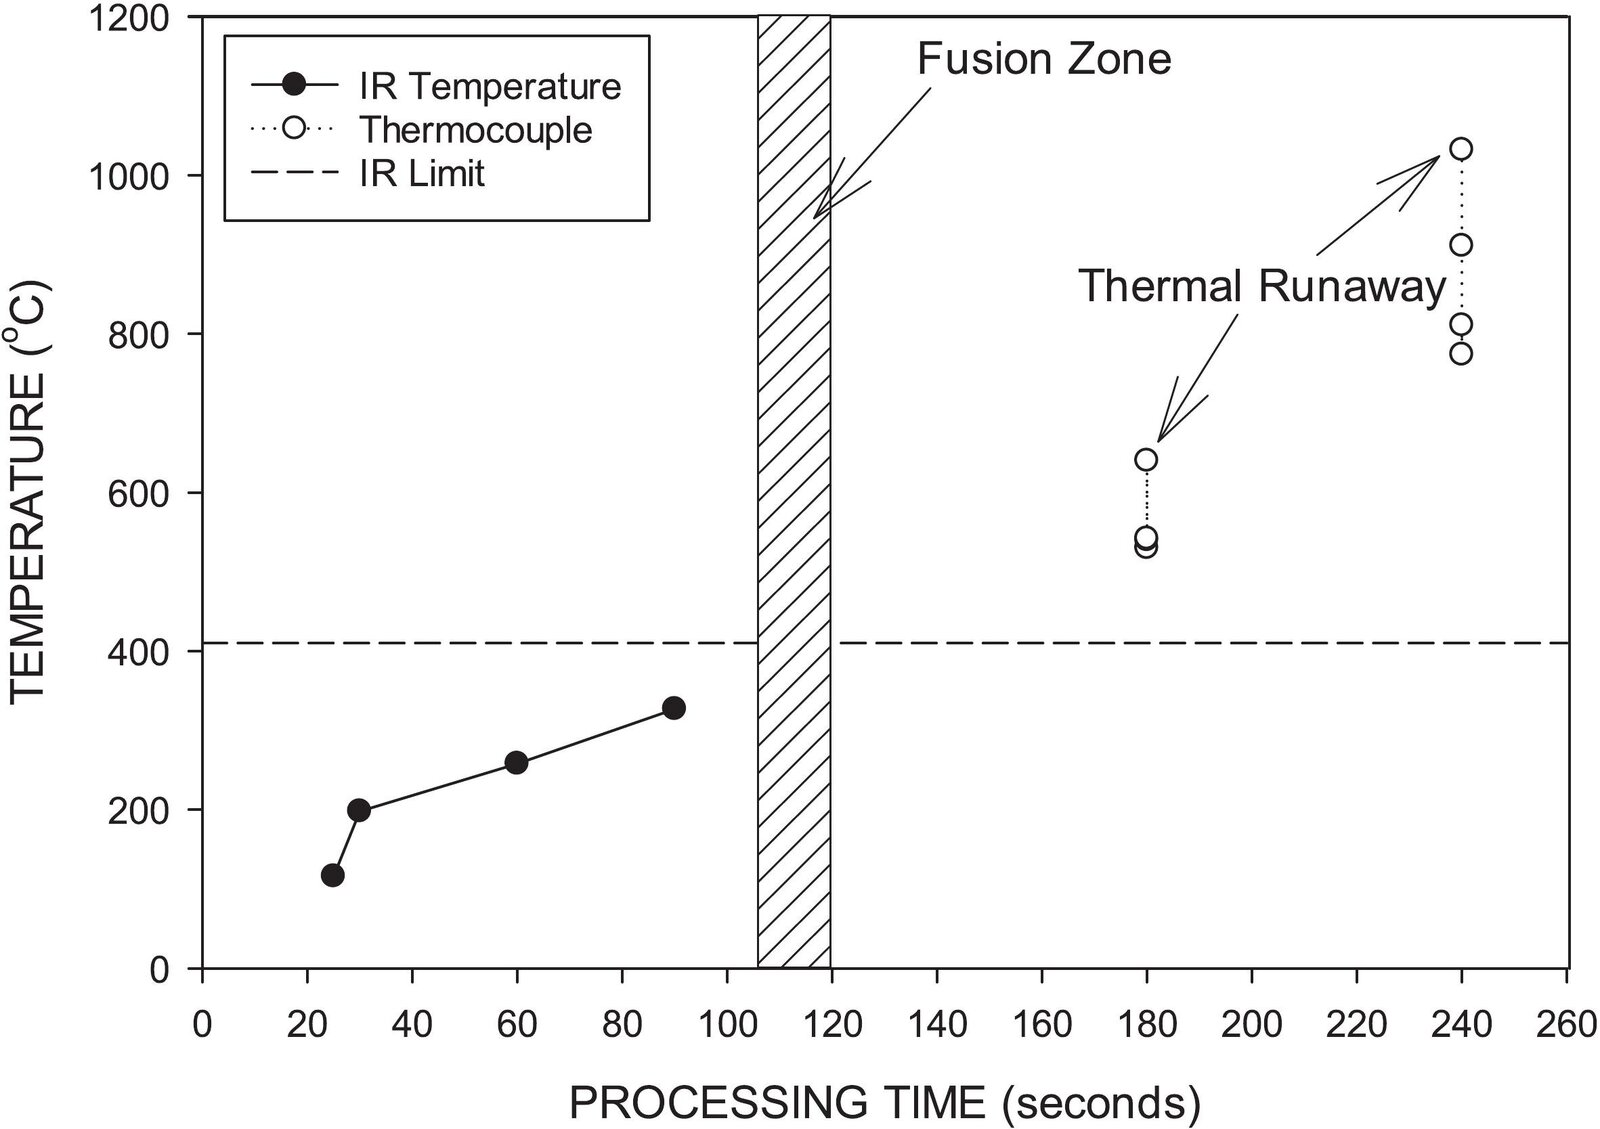 1200
1000
800
600
400
200
0
TEMPERATURE (°C)
IR Temperature
Thermocouple
IR Limit
Fusion Zone
Thermal Runaway
0 20 40 60 80 100 120 140 160 180 200 220 240 260
PROCESSING TIME (seconds)